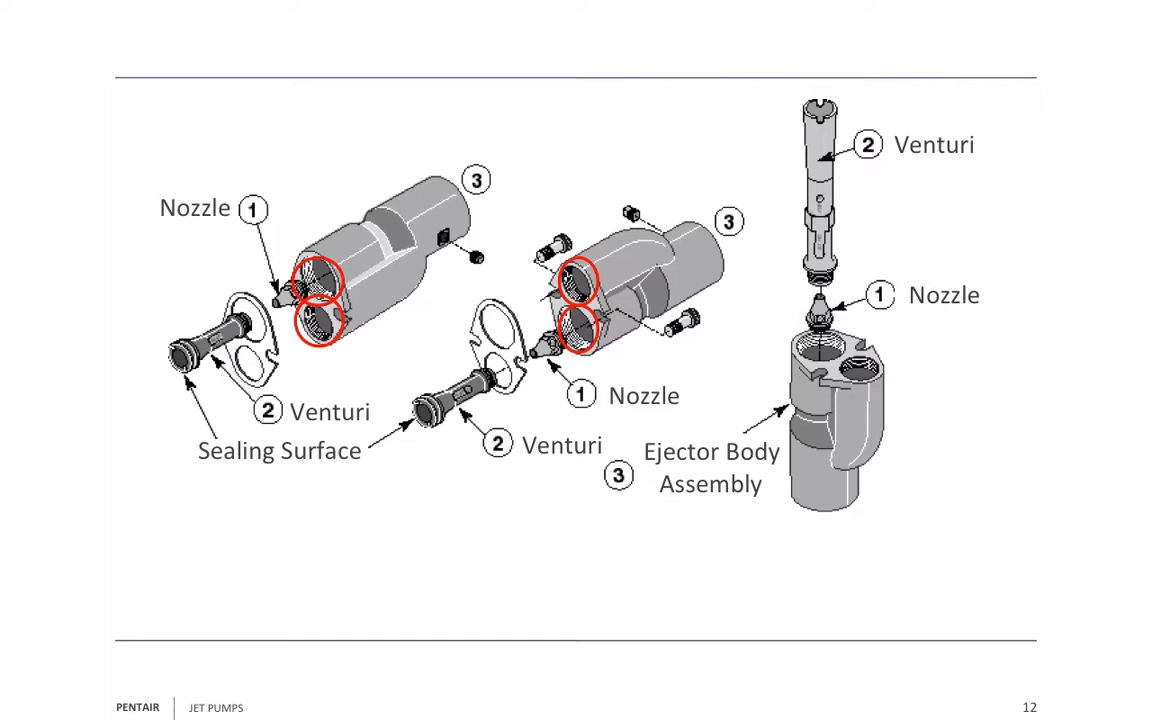 2 Venturi
3
Nozzle 1
3
1 Nozzle
1 Nozzle
2 Venturi
2 Venturi
Sealing Surface
3 Ejector Body
Assembly
PENTAIR JET PUMPS 12